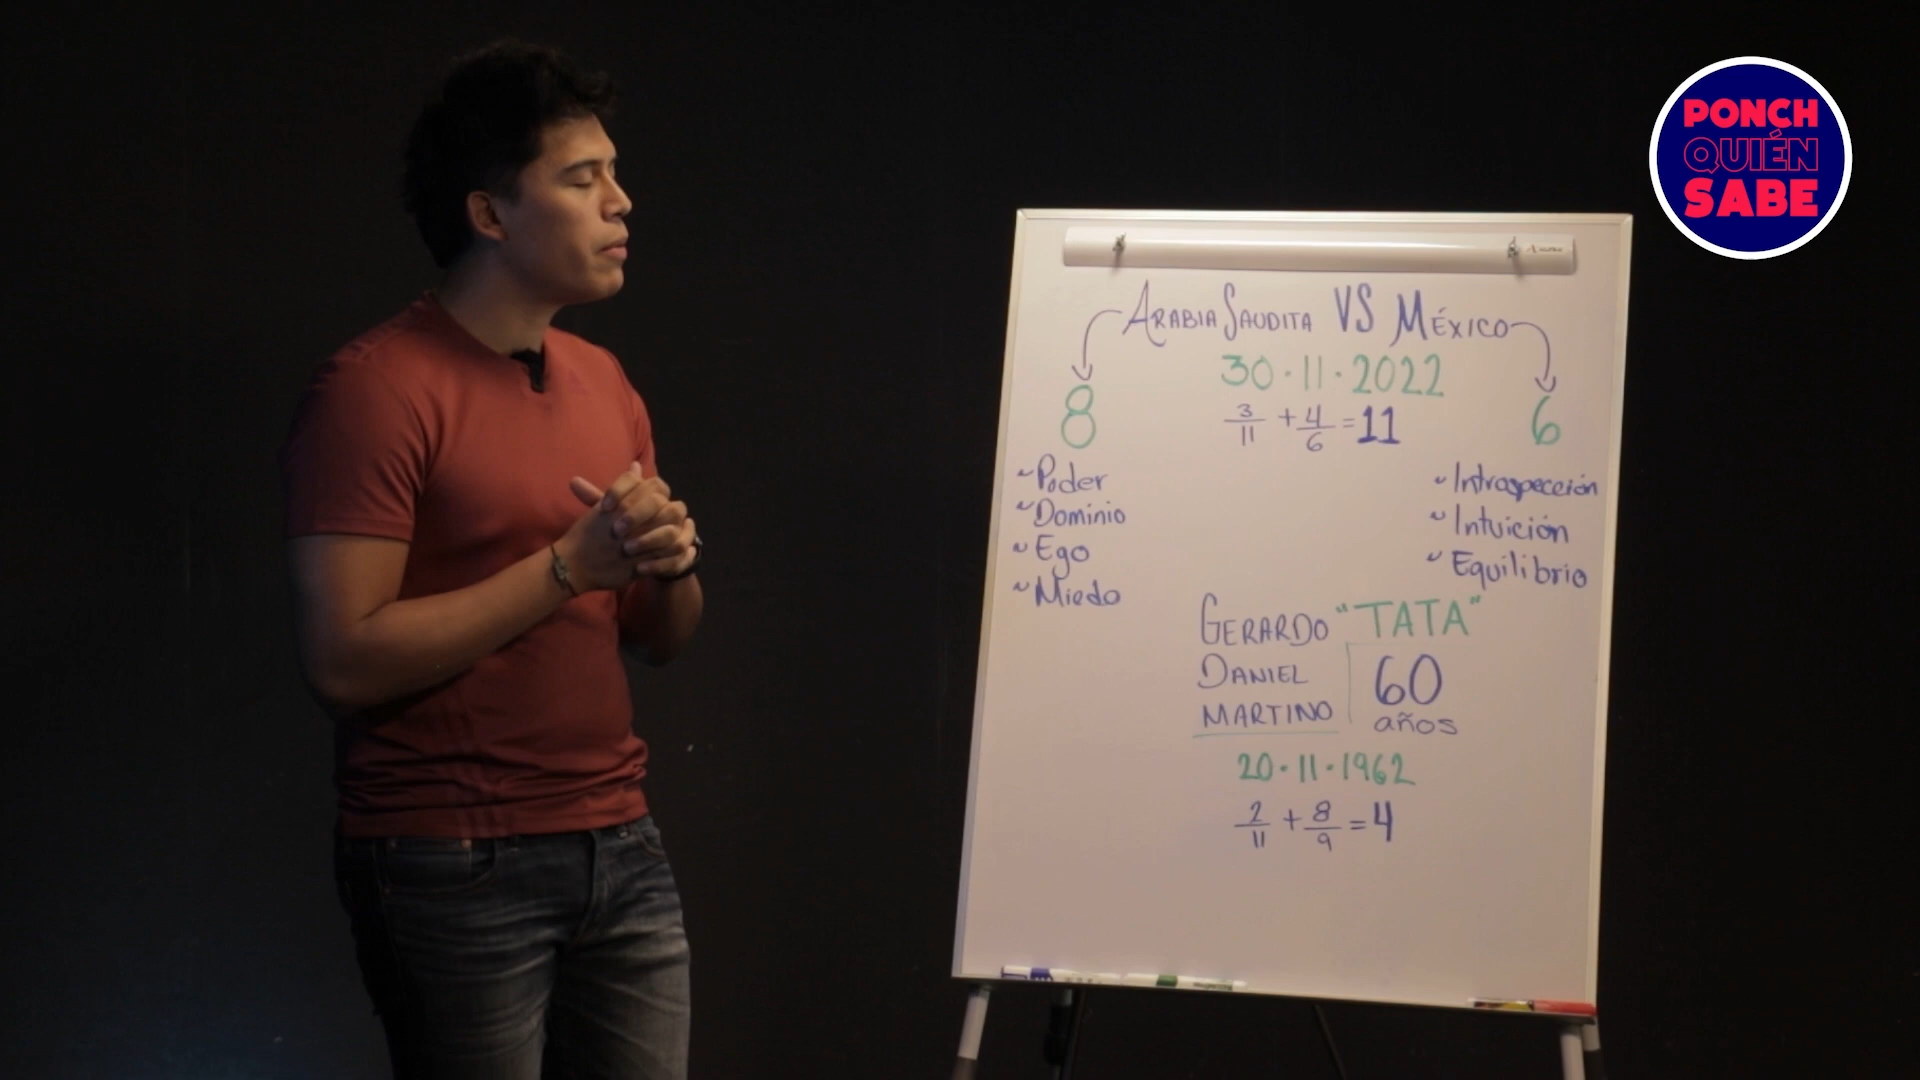 PONCH
QUIÉN
SABE
ARABIA SAUDITA VS MÉXICO
30·11·2022
8
3/11 + 4/6 = 11
6
~Poder
~Dominio
~Ego
~Miedo
~Introspección
~Intuición
~Equilibrio
GERARDO "TATA"
DANIEL
MARTINO
60
años
20·11·1962
2/11 + 8/9 = 4